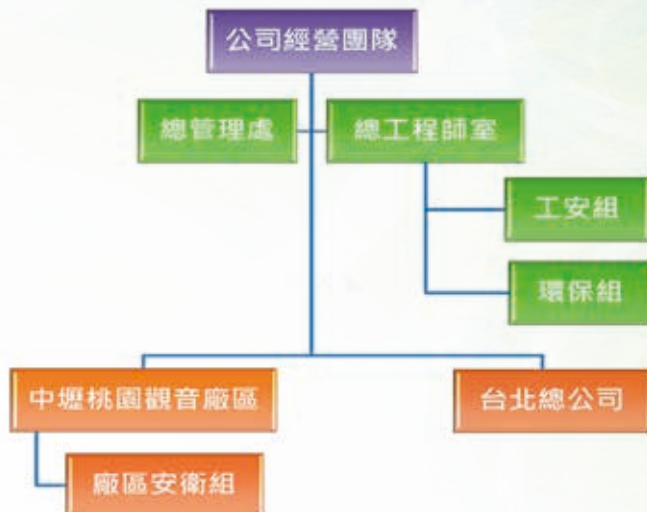 公司經營團隊
總管理處
總工程師室
工安組
環保組
中壢桃園觀音廠區
台北總公司
廠區安衛組